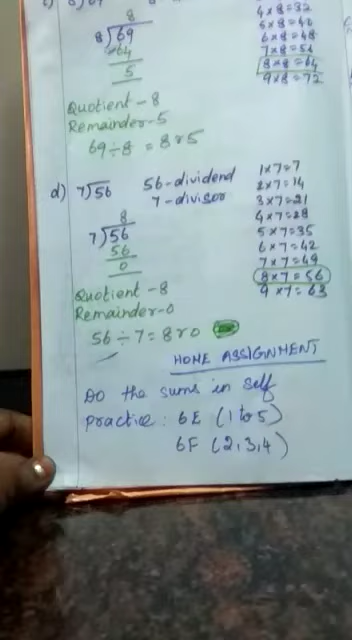 4×8=32
5×8=40
6×8=48
7×8=56
8×8=64
9×8=72
8
8)69
64
5
Quotient - 8
Remainder-5
69÷8 = 8r5
d) 7)56 56-dividend
7-divisor
8
7)56
56
0
1×7=7
2×7=14
3×7=21
4×7=28
5×7=35
6×7=42
7×7=49
8×7=56
9×7=63
Quotient -8
Remainder-0
56÷7=8r0
HOME ASSIGNMENT
Do the sums in self
practice: 6E (1 to 5)
6F (2,3,4)